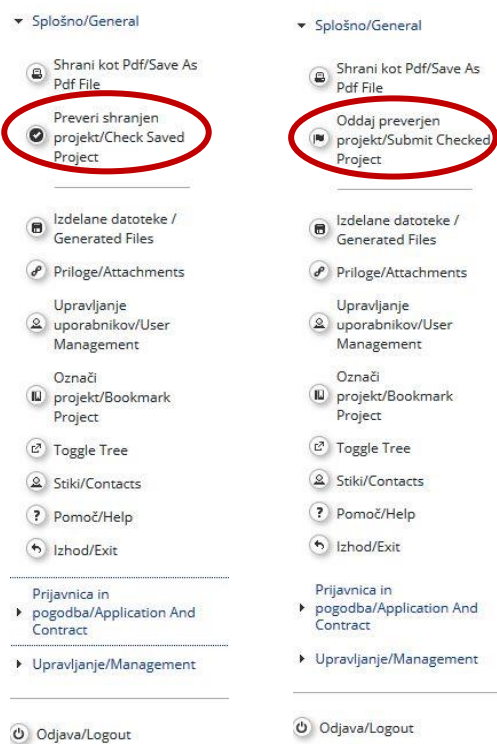 Splošno/General
Shrani kot Pdf/Save As
Pdf File
Preveri shranjen
projekt/Check Saved
Project
Izdelane datoteke /
Generated Files
Priloge/Attachments
Upravljanje
uporabnikov/User
Management
Označi
projekt/Bookmark
Project
Toggle Tree
Stiki/Contacts
Pomoč/Help
Izhod/Exit
Prijavnica in
pogodba/Application And
Contract
Upravljanje/Management
Odjava/Logout
Splošno/General
Shrani kot Pdf/Save As
Pdf File
Oddaj preverjen
projekt/Submit Checked
Project
Izdelane datoteke /
Generated Files
Priloge/Attachments
Upravljanje
uporabnikov/User
Management
Označi
projekt/Bookmark
Project
Toggle Tree
Stiki/Contacts
Pomoč/Help
Izhod/Exit
Prijavnica in
pogodba/Application And
Contract
Upravljanje/Management
Odjava/Logout